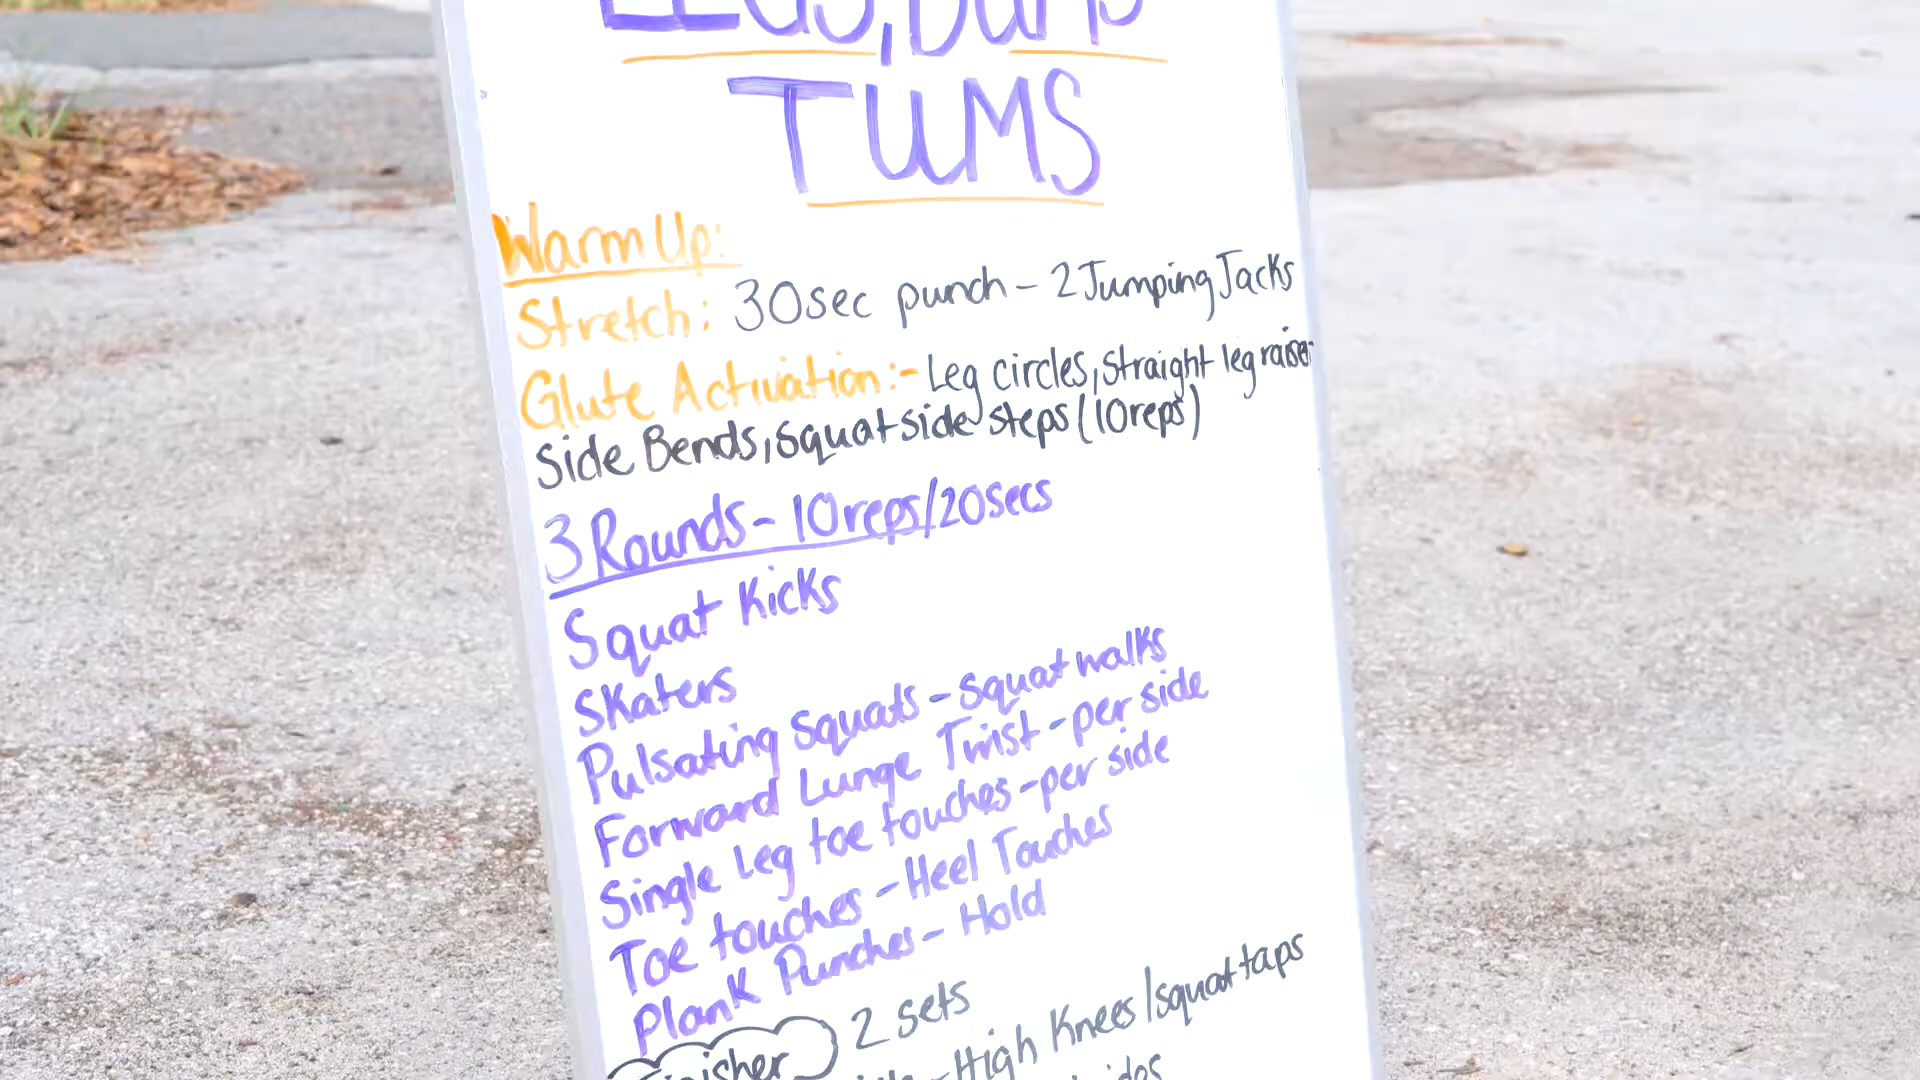 LEGS, BUMS
TUMS
Warm Up:
Stretch: 30sec punch - 2 Jumping Jacks
Glute Activation:- Leg circles, straight leg raises
Side Bends, squat side steps (10reps)
3 Rounds - 10reps/20secs
Squat Kicks
Skaters
Pulsating Squats - Squat walks
Forward Lunge Twist - per side
Single Leg toe touches - per side
Toe touches - Heel Touches
Plank Punches - Hold
Finisher 2 sets
- High Knees/squat taps